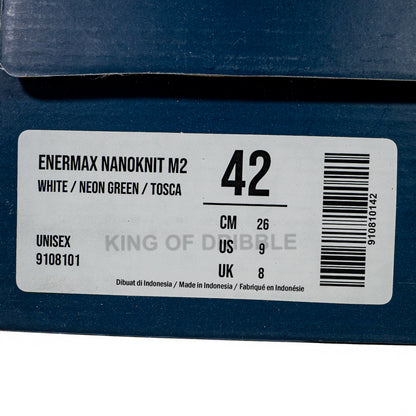 ENERMAX NANOKNIT M2
WHITE / NEON GREEN / TOSCA
42
CM 26
US 9
UK 8
UNISEX
9108101
KING OF DRIBBLE
Dibuat di Indonesia / Made in Indonesia / Fabriqué en Indonésie
910810142